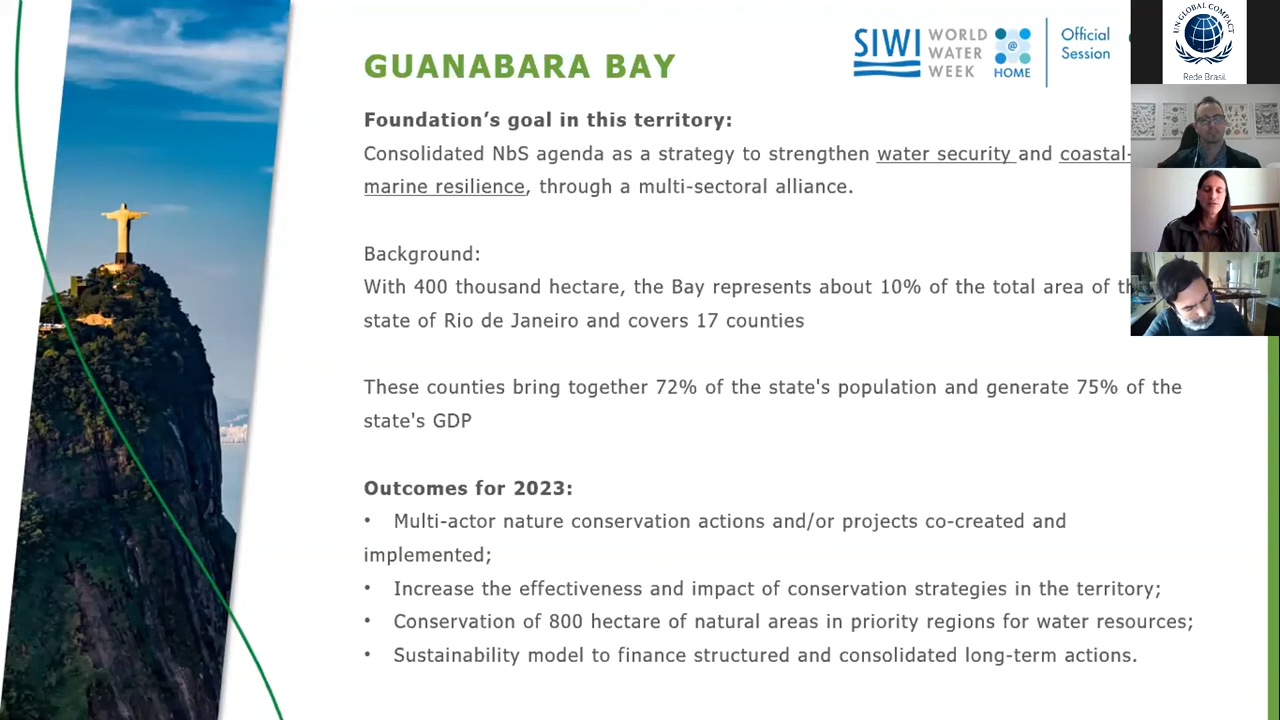 GUANABARA BAY
SIWI
WORLD
WATER
WEEK
@
HOME
Official
Session
UN GLOBAL COMPACT
Rede Brasil
Foundation’s goal in this territory:
Consolidated NbS agenda as a strategy to strengthen water security and coastal-
marine resilience, through a multi-sectoral alliance.
Background:
With 400 thousand hectare, the Bay represents about 10% of the total area of
state of Rio de Janeiro and covers 17 counties
These counties bring together 72% of the state's population and generate 75% of the
state's GDP
Outcomes for 2023:
• Multi-actor nature conservation actions and/or projects co-created and
implemented;
• Increase the effectiveness and impact of conservation strategies in the territory;
• Conservation of 800 hectare of natural areas in priority regions for water resources;
• Sustainability model to finance structured and consolidated long-term actions.